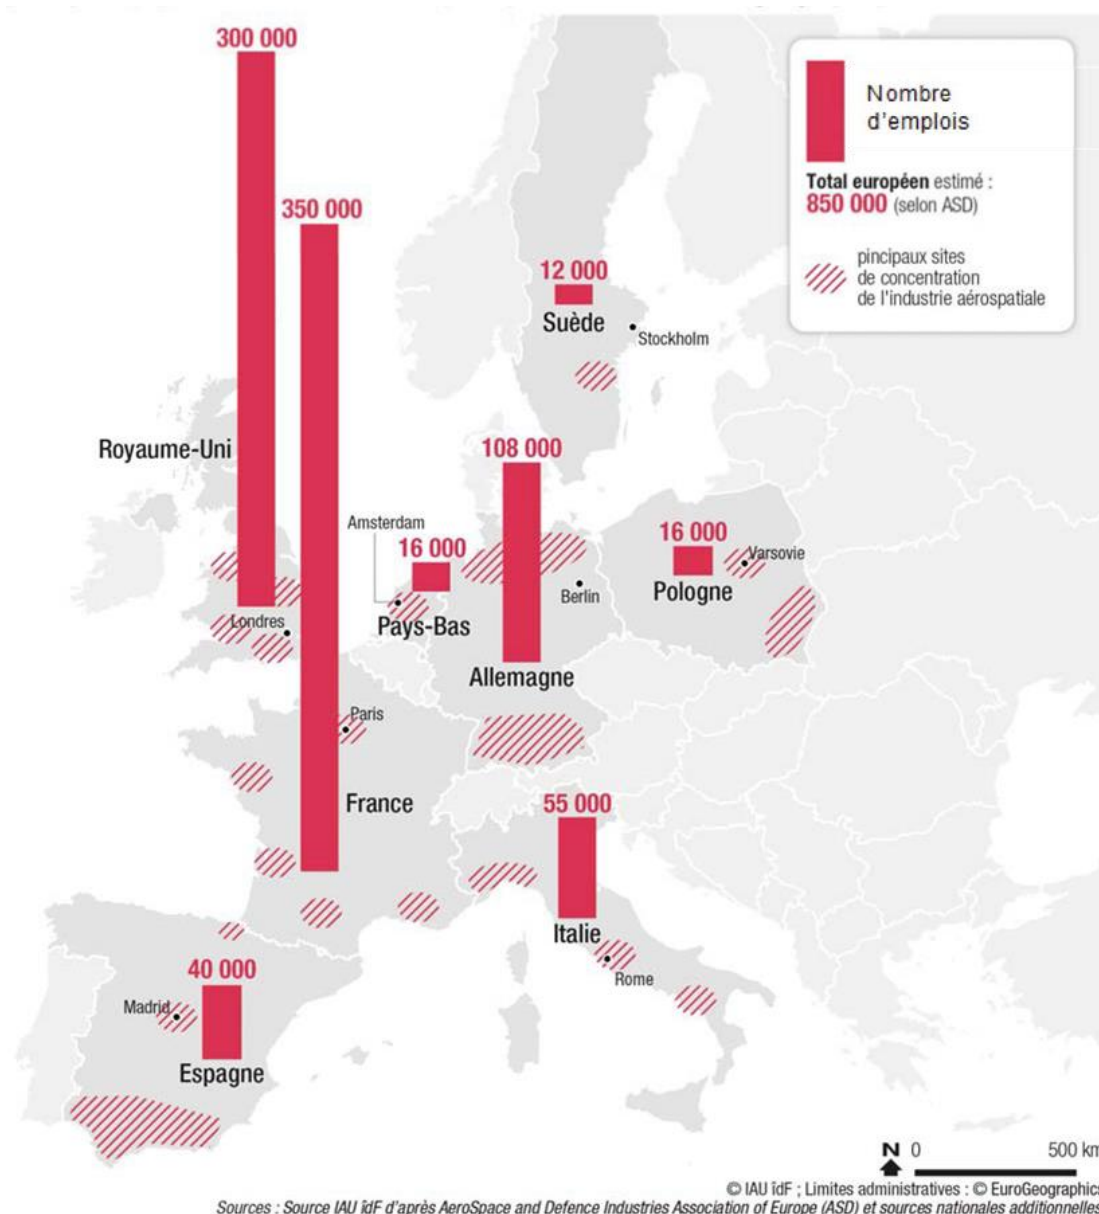 300 000
350 000
Nombre
d'emplois
Total européen estimé :
850 000 (selon ASD)
pincipaux sites
de concentration
de l'industrie aérospatiale
12 000
Suède
Stockholm
Royaume-Uni
108 000
Amsterdam
16 000
16 000
Varsovie
Berlin
Pologne
Londres
Pays-Bas
Allemagne
Paris
France
55 000
Italie
40 000
Rome
Madrid
Espagne
N 0 500 km
© IAU îdF ; Limites administratives : © EuroGeographics
Sources : Source IAU îdF d'après AeroSpace and Defence Industries Association of Europe (ASD) et sources nationales additionnelles